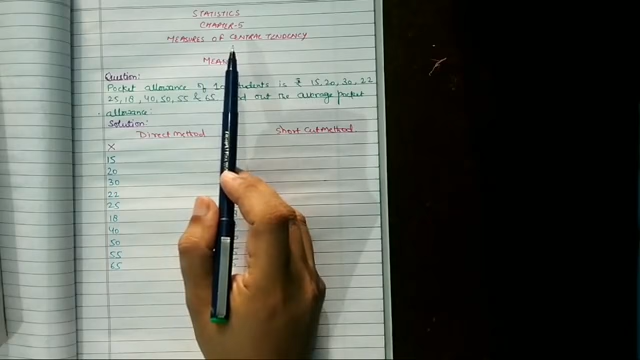 STATISTICS
CHAPTER-5
MEASURES OF CENTRAL TENDENCY
MEAN
Question:
Pocket allowance of students is ₹ 15, 20, 30, 22
25, 18, 40, 50, 55 & 65 out the average pocket
allowance:
Solution:
Direct Method Short Cut Method
X
15
20
30
22
25
18
40
50
55
65